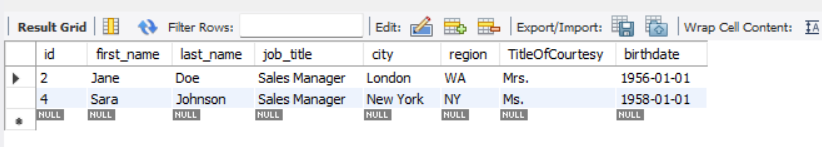 Result Grid Filter Rows: Edit: Export/Import: Wrap Cell Content: IA
id first_name last_name job_title city region TitleOfCourtesy birthdate
2 Jane Doe Sales Manager London WA Mrs. 1956-01-01
4 Sara Johnson Sales Manager New York NY Ms. 1958-01-01
NULL NULL NULL NULL NULL NULL NULL NULL